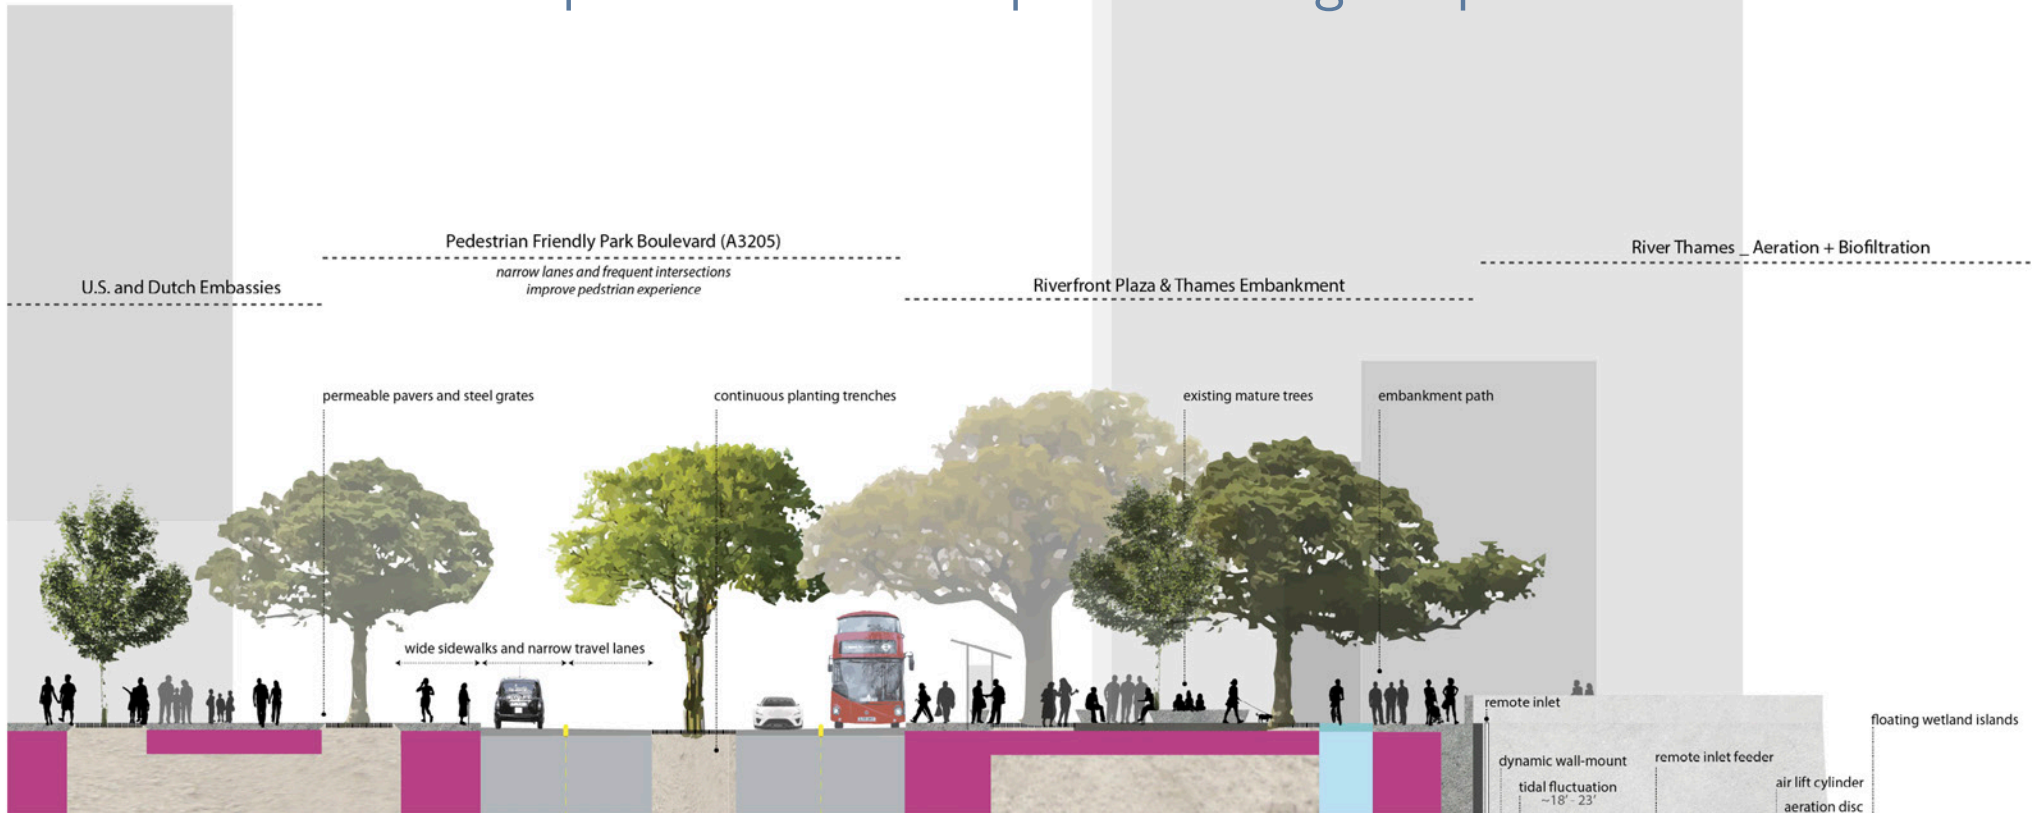 Pedestrian Friendly Park Boulevard (A3205)
narrow lanes and frequent intersections
improve pedstrian experience
River Thames _ Aeration + Biofiltration
U.S. and Dutch Embassies
Riverfront Plaza & Thames Embankment
permeable pavers and steel grates
continuous planting trenches
existing mature trees
embankment path
wide sidewalks and narrow travel lanes
remote inlet
floating wetland islands
dynamic wall-mount
remote inlet feeder
tidal fluctuation
~18' - 23'
air lift cylinder
aeration disc